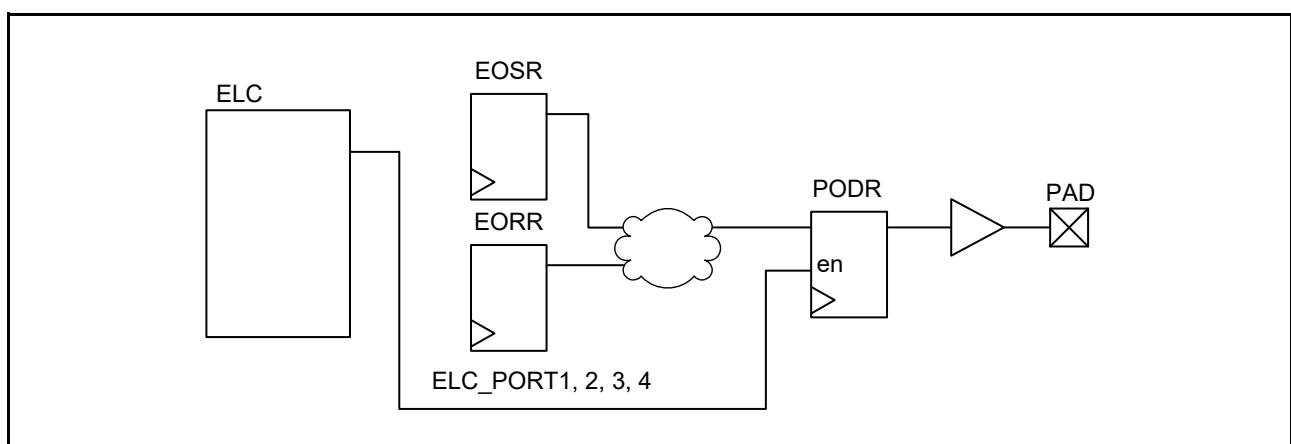 ELC
EOSR
EORR
ELC_PORT1, 2, 3, 4
PODR
en
PAD